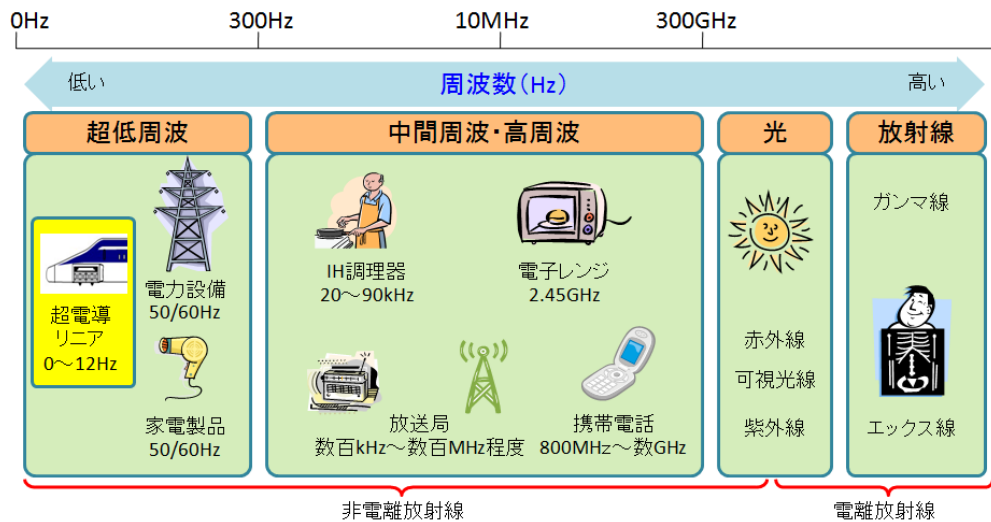 0Hz
300Hz
10MHz
300GHz
低い
周波数(Hz)
高い
超低周波
中間周波・高周波
光
放射線
超電導
リニア
0～12Hz
電力設備
50/60Hz
家電製品
50/60Hz
IH調理器
20～90kHz
電子レンジ
2.45GHz
放送局
数百kHz～数百MHz程度
携帯電話
800MHz～数GHz
赤外線
可視光線
紫外線
ガンマ線
エックス線
非電離放射線
電離放射線